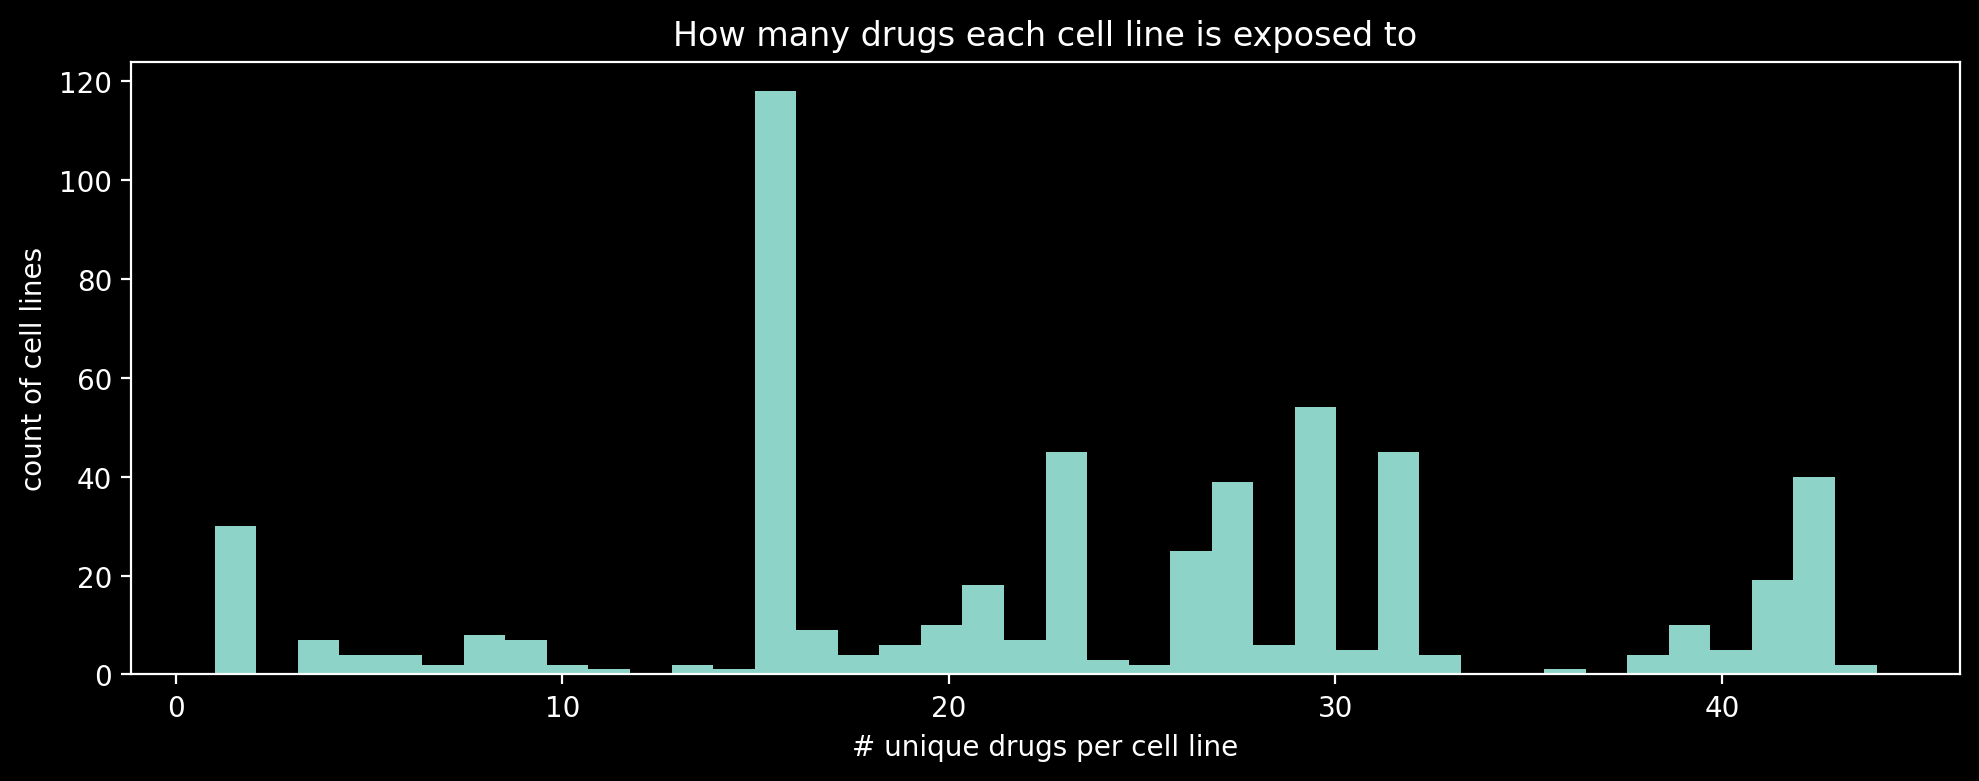 How many drugs each cell line is exposed to
120
100
80
60
40
20
0
count of cell lines
0 10 20 30 40
# unique drugs per cell line